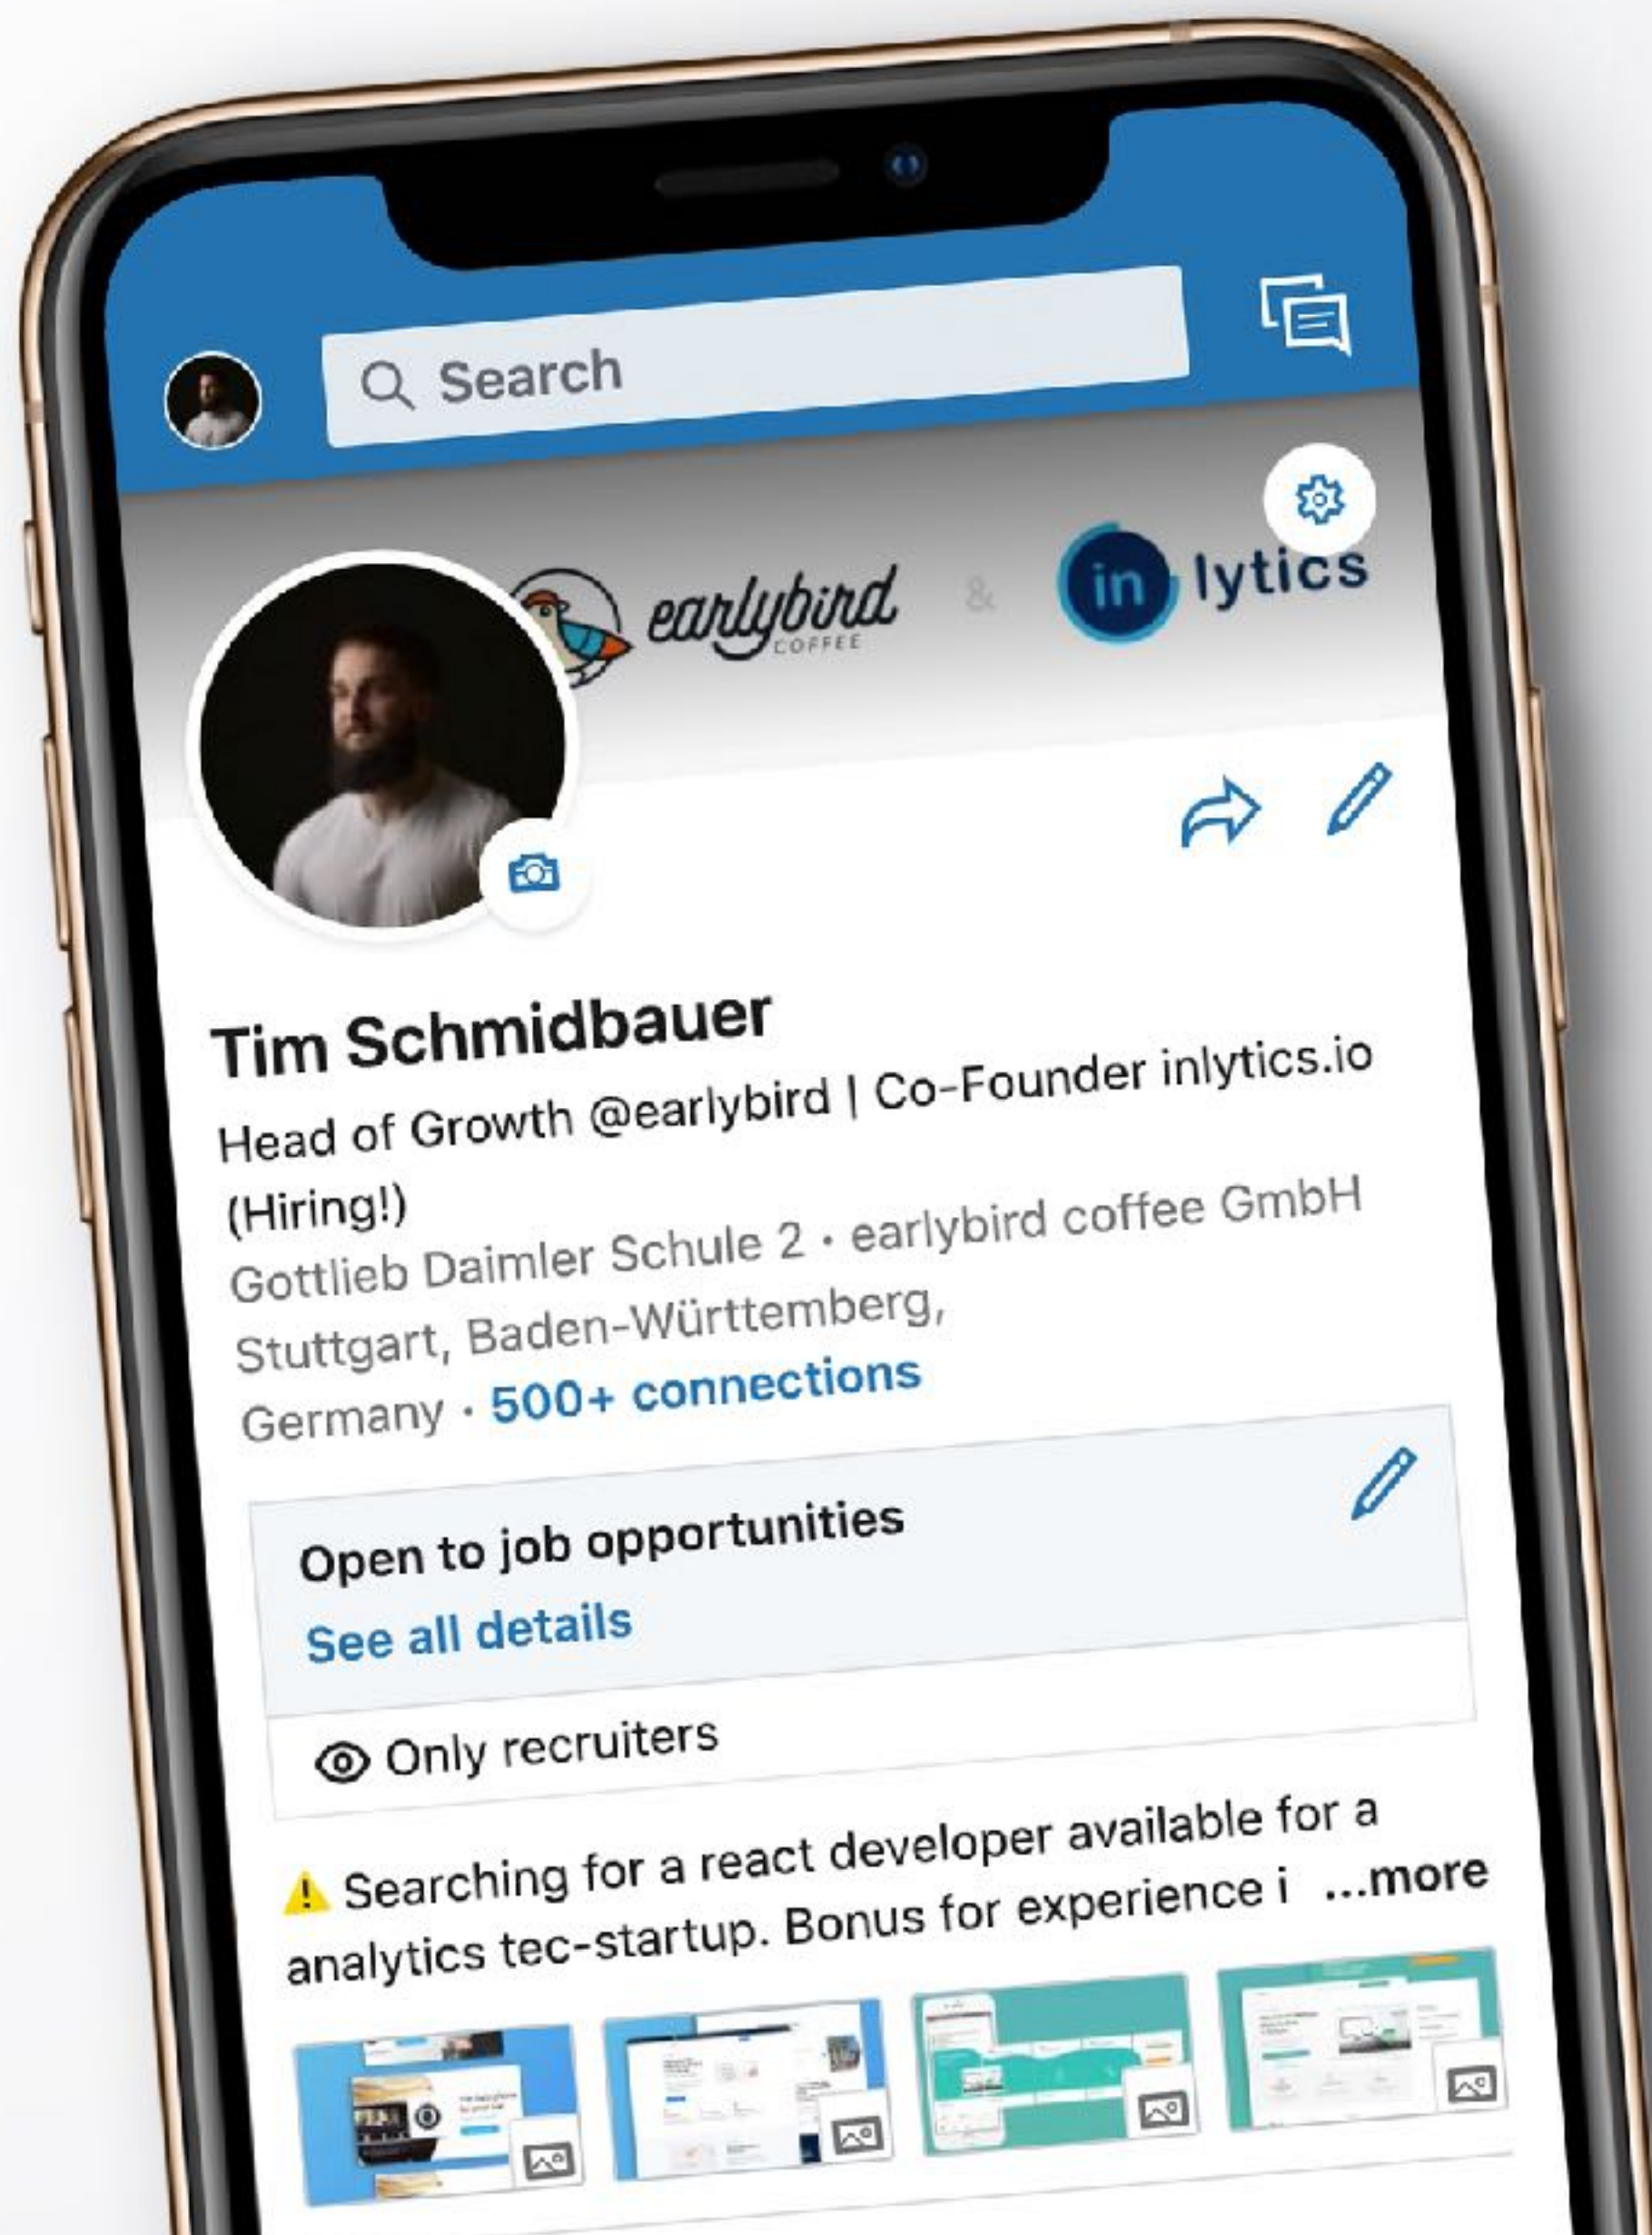 Search
earlybird
COFFEE
&
in lytics
Tim Schmidbauer
Head of Growth @earlybird | Co-Founder inlytics.io
(Hiring!)
Gottlieb Daimler Schule 2 · earlybird coffee GmbH
Stuttgart, Baden-Württemberg,
Germany · 500+ connections
Open to job opportunities
See all details
Only recruiters
⚠️ Searching for a react developer available for a
analytics tec-startup. Bonus for experience i ...more